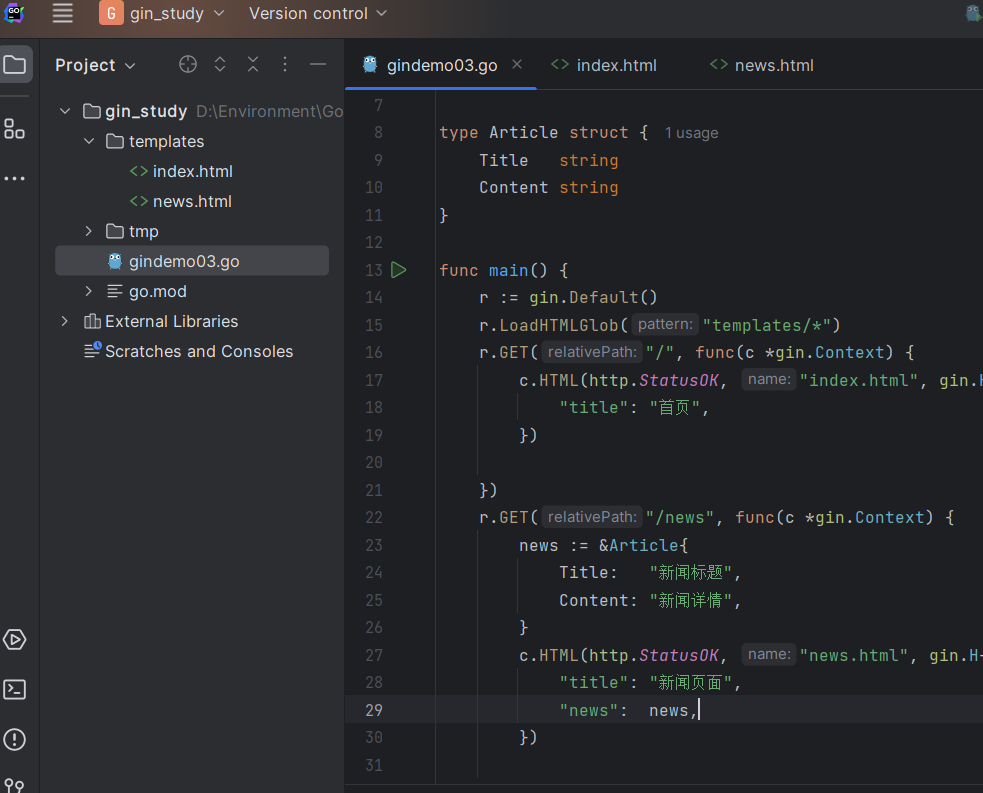 GO
G gin_study Version control
Project
gin_study D:\Environment\Go
templates
index.html
news.html
tmp
gindemo03.go
go.mod
External Libraries
Scratches and Consoles
gindemo03.go index.html news.html
7
8 type Article struct { 1 usage
9 Title string
10 Content string
11 }
12
13 func main() {
14 r := gin.Default()
15 r.LoadHTMLGlob( pattern: "templates/*")
16 r.GET( relativePath: "/", func(c *gin.Context) {
17 c.HTML(http.StatusOK, name: "index.html", gin.H
18 "title": "首页",
19 })
20
21 })
22 r.GET( relativePath: "/news", func(c *gin.Context) {
23 news := &Article{
24 Title: "新闻标题",
25 Content: "新闻详情",
26 }
27 c.HTML(http.StatusOK, name: "news.html", gin.H
28 "title": "新闻页面",
29 "news": news,
30 })
31